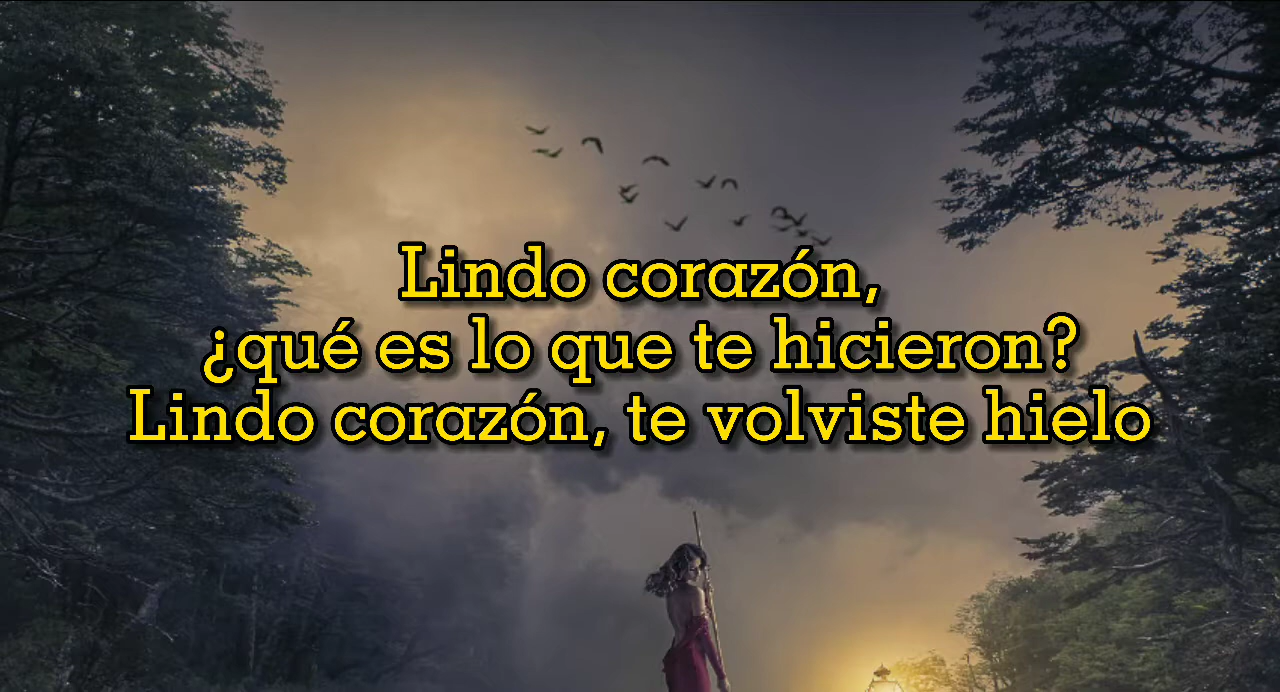 Lindo corazón,
¿qué es lo que te hicieron?
Lindo corazón, te volviste hielo